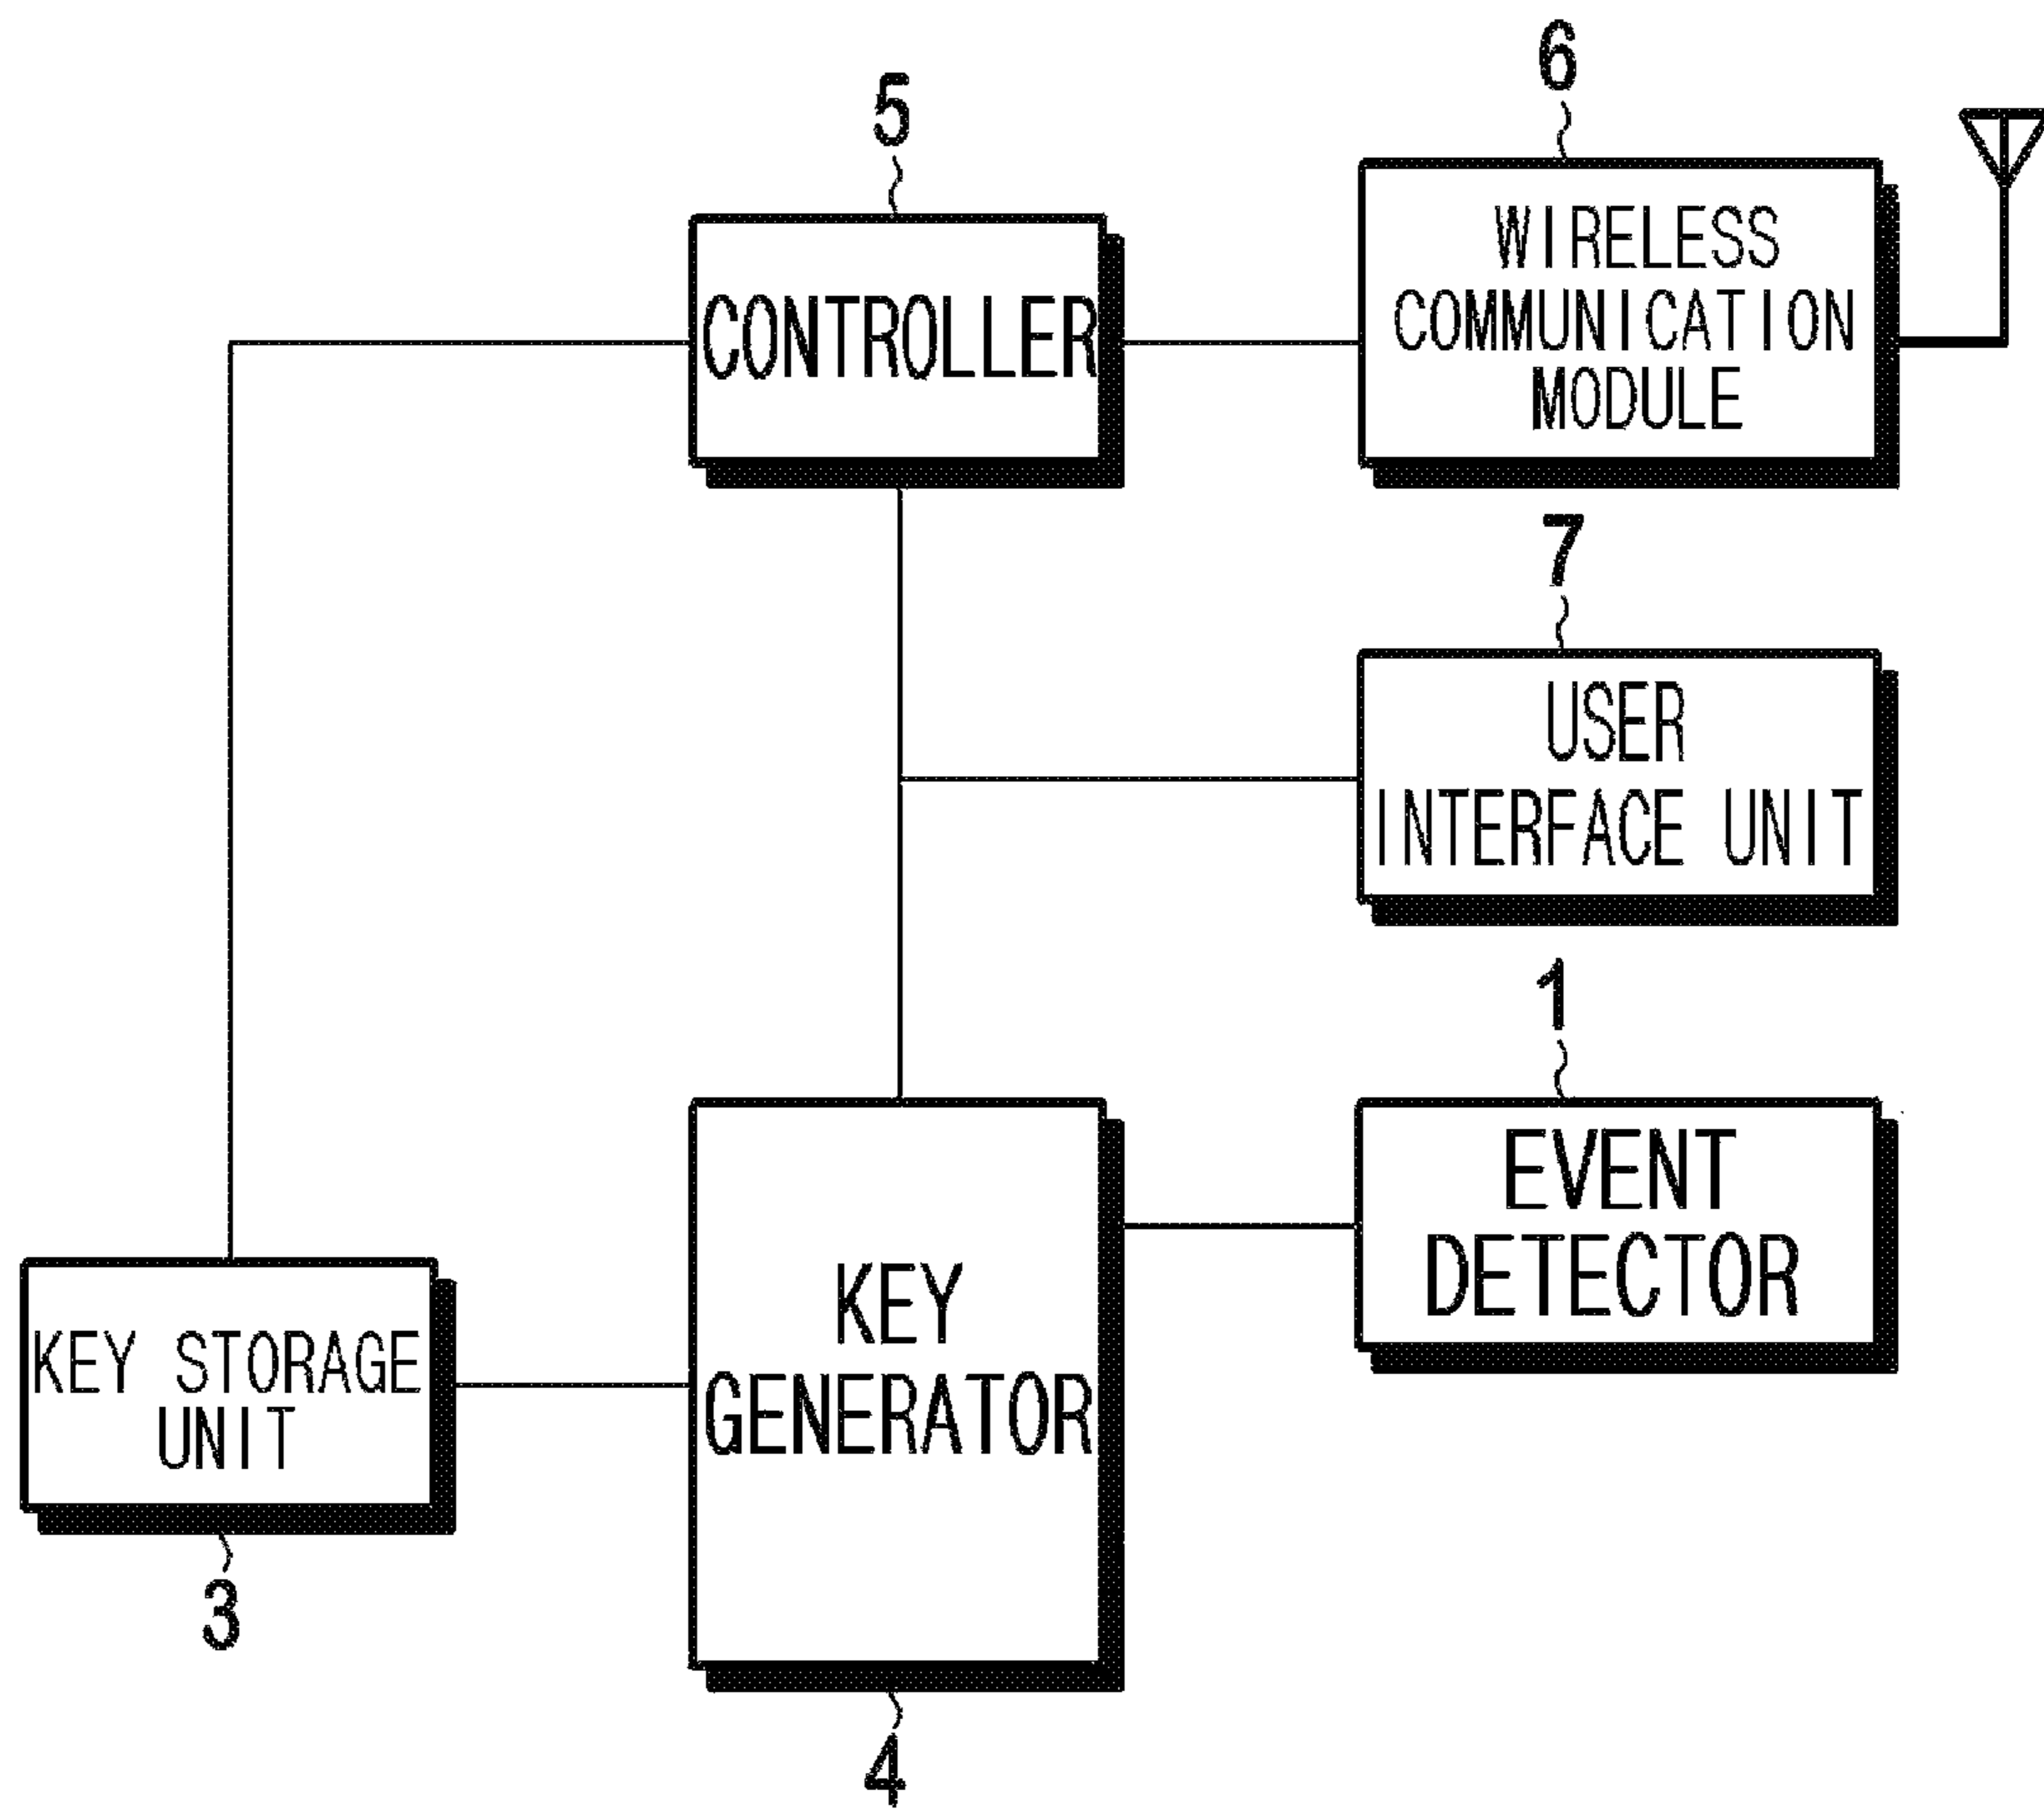 6
5
WIRELESS
COMMUNICATION
MODULE
CONTROLLER
7
USER
INTERFACE UNIT
1
EVENT
DETECTOR
KEY
GENERATOR
KEY STORAGE
UNIT
3
4